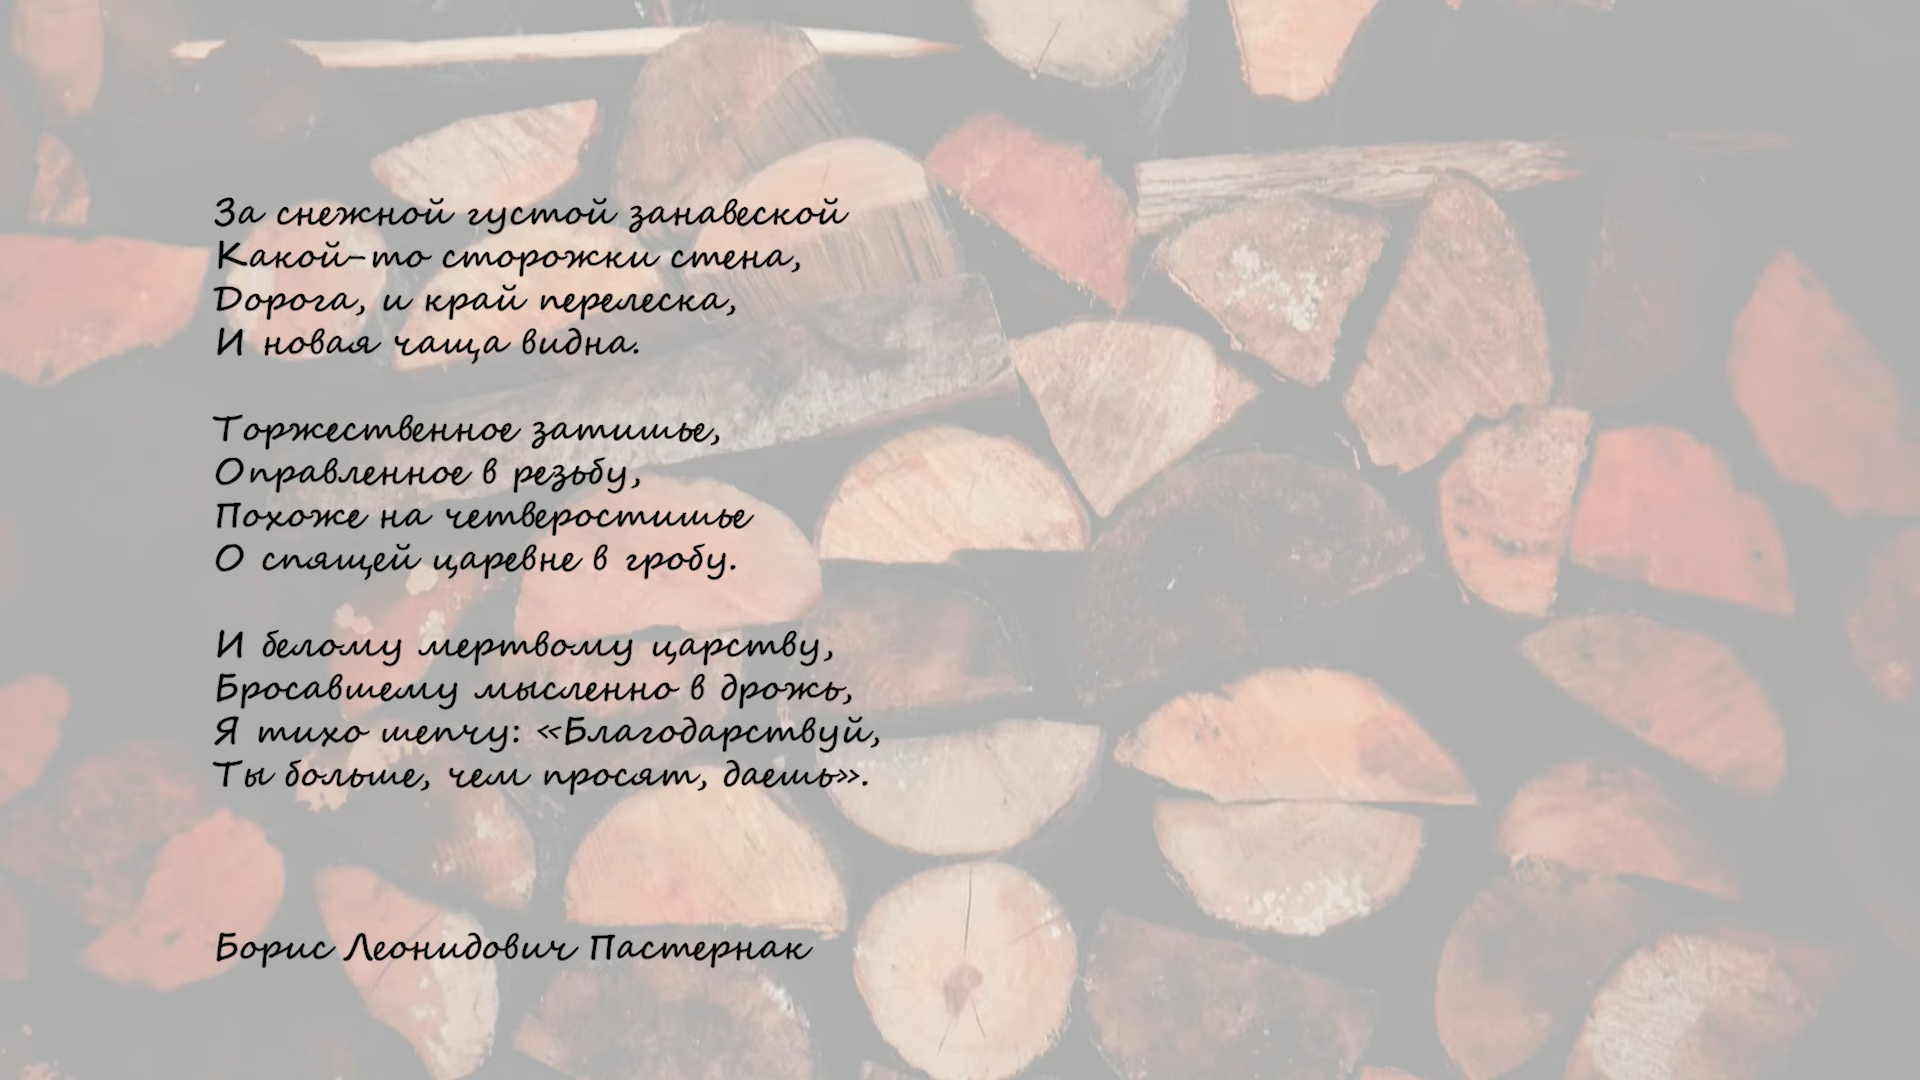 За снежной густой занавеской
Какой-то сторожки стена,
Дорога, и край перелеска,
И новая чаща видна.
Торжественное затишье,
Оправленное в резьбу,
Похоже на четверостишье
О спящей царевне в гробу.
И белому мертвому царству,
Бросавшему мысленно в дрожь,
Я тихо шепчу: «Благодарствуй,
Ты больше, чем просят, даешь».
Борис Леонидович Пастернак